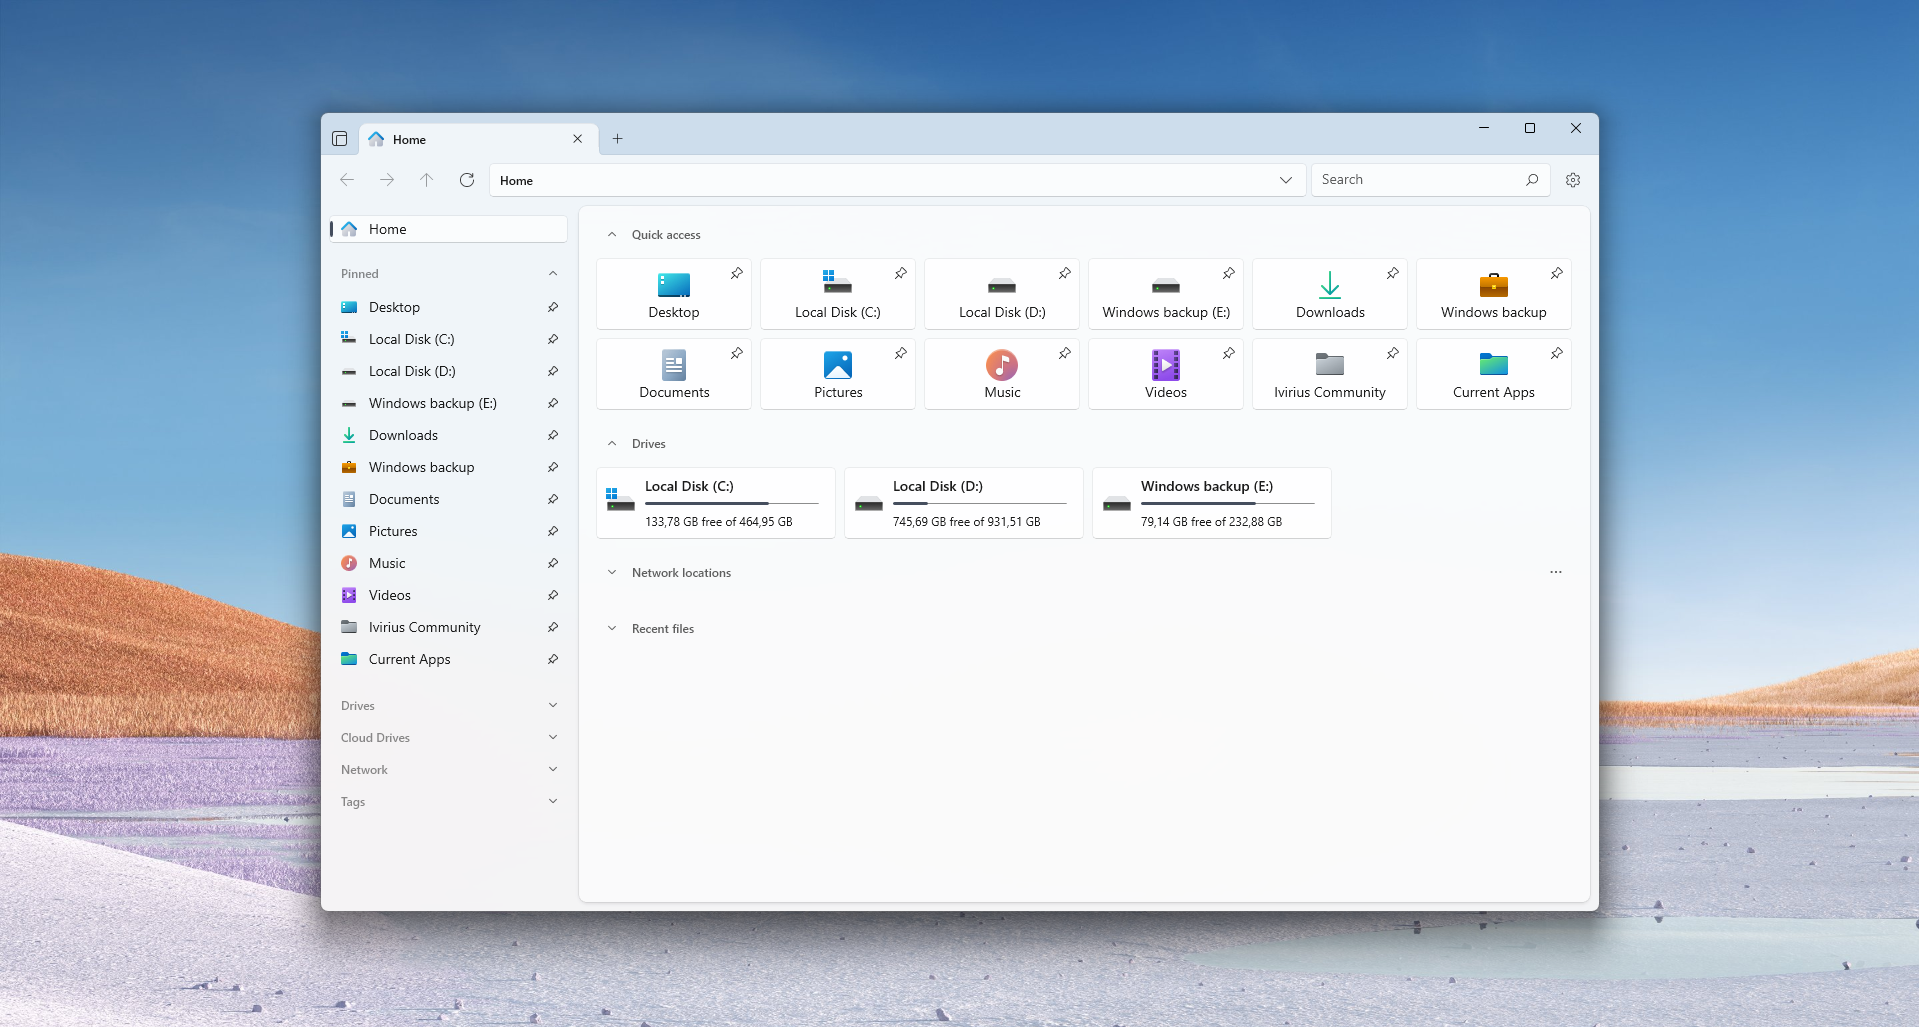 Home
Home
Search
Home
Pinned
Desktop
Local Disk (C:)
Local Disk (D:)
Windows backup (E:)
Downloads
Windows backup
Documents
Pictures
Music
Videos
Ivirius Community
Current Apps
Drives
Cloud Drives
Network
Tags
Quick access
Desktop
Local Disk (C:)
Local Disk (D:)
Windows backup (E:)
Downloads
Windows backup
Documents
Pictures
Music
Videos
Ivirius Community
Current Apps
Drives
Local Disk (C:)
133,78 GB free of 464,95 GB
Local Disk (D:)
745,69 GB free of 931,51 GB
Windows backup (E:)
79,14 GB free of 232,88 GB
Network locations
Recent files